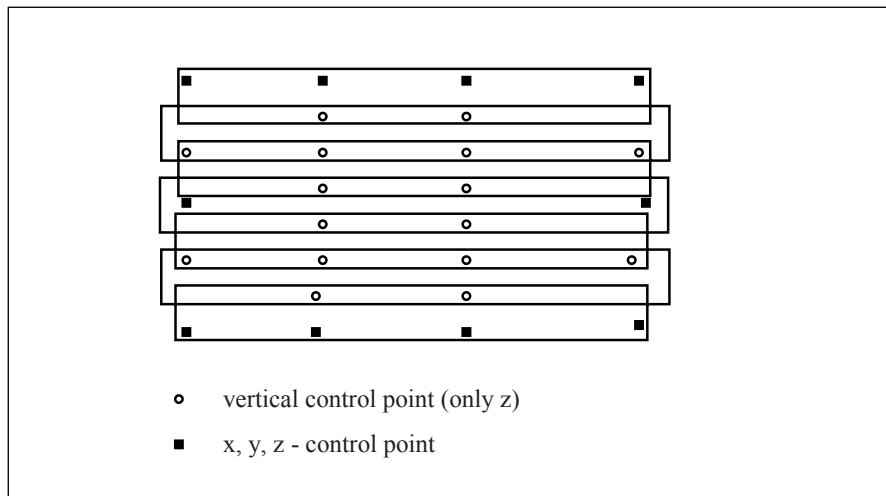 vertical control point (only z)
x, y, z - control point